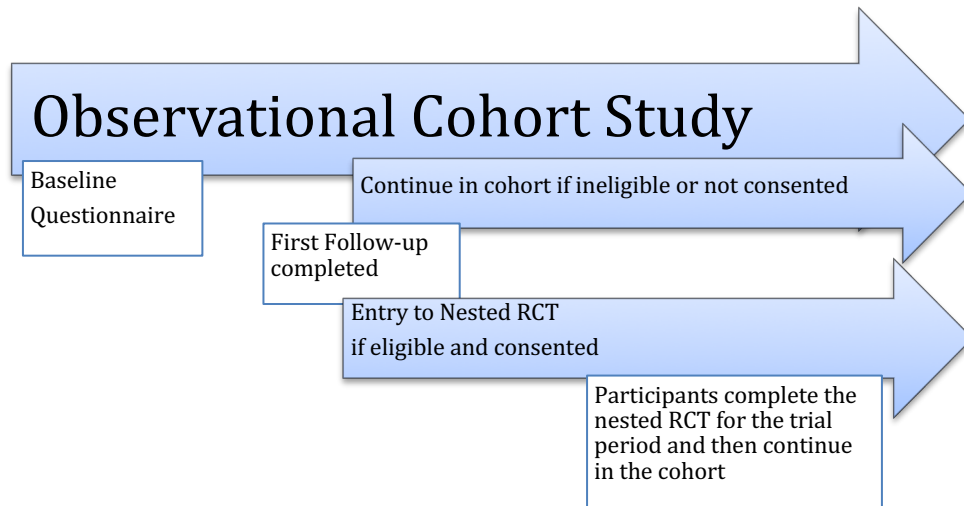 Observational Cohort Study
Baseline
Questionnaire
Continue in cohort if ineligible or not consented
First Follow-up
completed
Entry to Nested RCT
if eligible and consented
Participants complete the
nested RCT for the trial
period and then continue
in the cohort